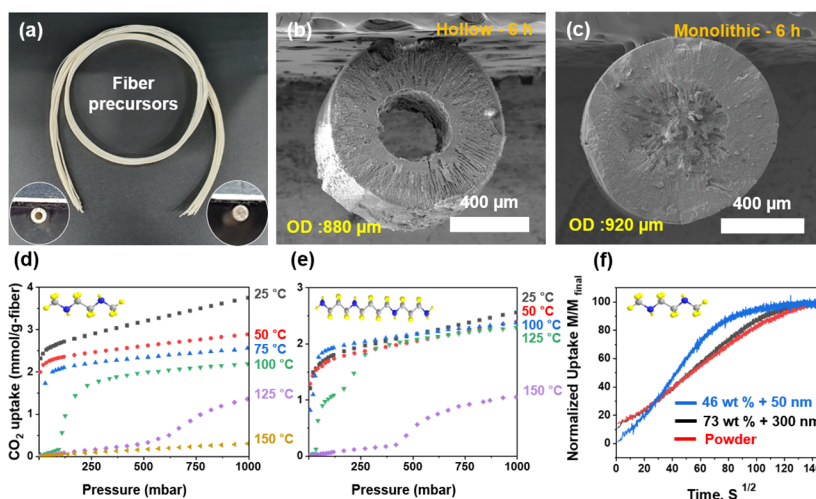 (a)
Fiber
precursors
(b)
Hollow - 6 h
OD :880 µm
400 µm
(c)
Monolithic - 6 h
OD :920 µm
400 µm
(d)
CO2 uptake (mmol/g-fiber)
4
3
2
1
0
25 °C
50 °C
75 °C
100 °C
125 °C
150 °C
250
500
750
1000
Pressure (mbar)
(e)
25 °C
50 °C
100 °C
125 °C
150 °C
250
500
750
1000
Pressure (mbar)
(f)
Normalized Uptake M/M final
100
80
60
40
20
0
46 wt % + 50 nm
73 wt % + 300 nm
Powder
0 20 40 60 80 100 120 140
Time, S 1/2